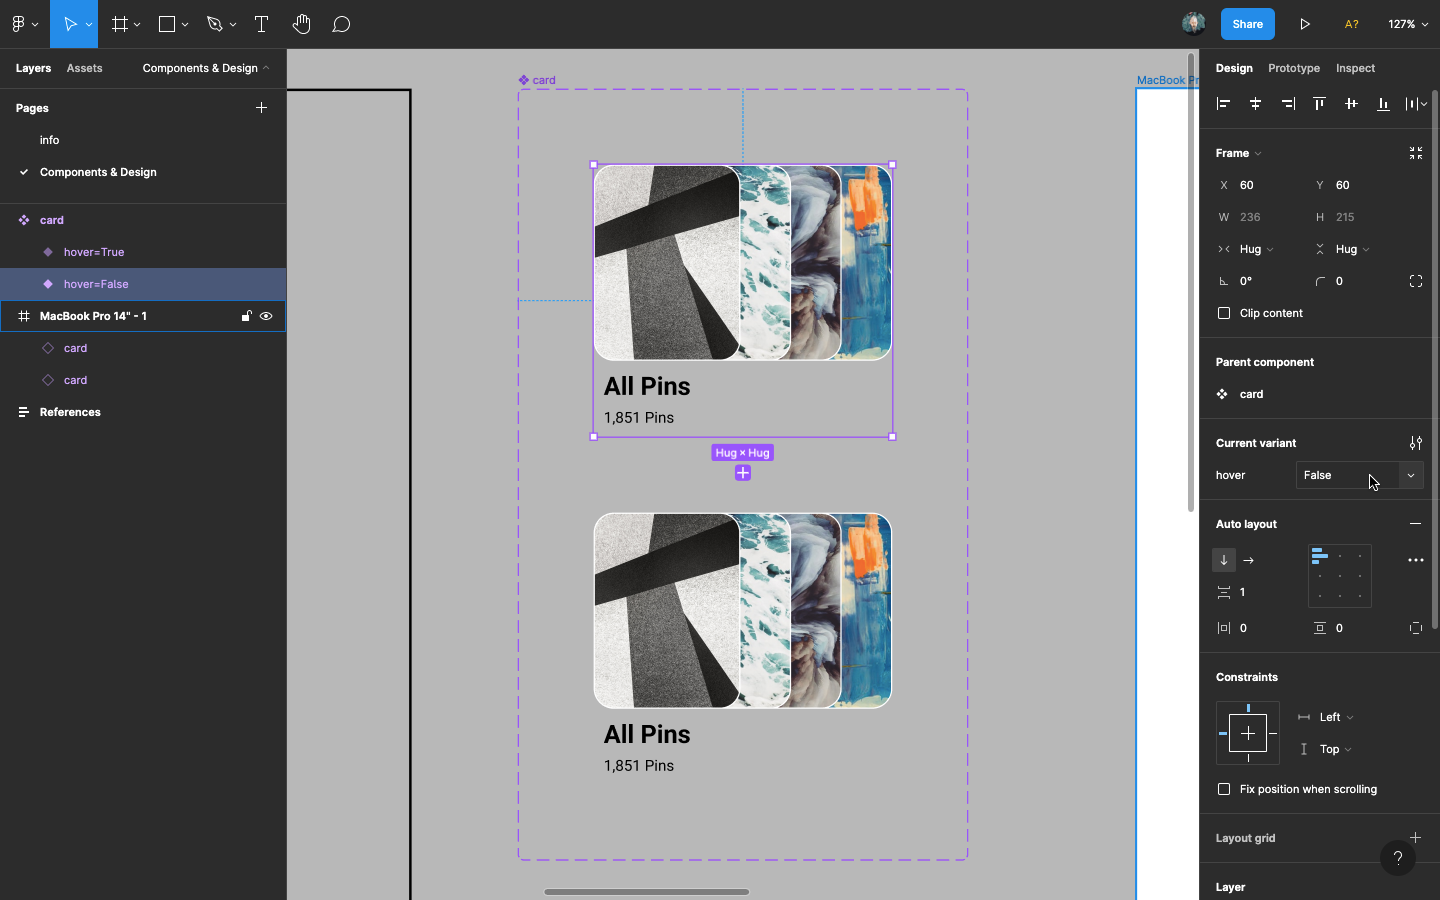 Share
A?
127%
Layers
Assets
Components & Design
Pages
info
Components & Design
card
hover=True
hover=False
MacBook Pro 14" - 1
card
card
References
card
MacBook Pr
All Pins
1,851 Pins
Hug × Hug
All Pins
1,851 Pins
Design
Prototype
Inspect
Frame
X 60
Y 60
W 236
H 215
Hug
Hug
0°
0
Clip content
Parent component
card
Current variant
hover
False
Auto layout
1
0
0
Constraints
Left
Top
Fix position when scrolling
Layout grid
?
Layer